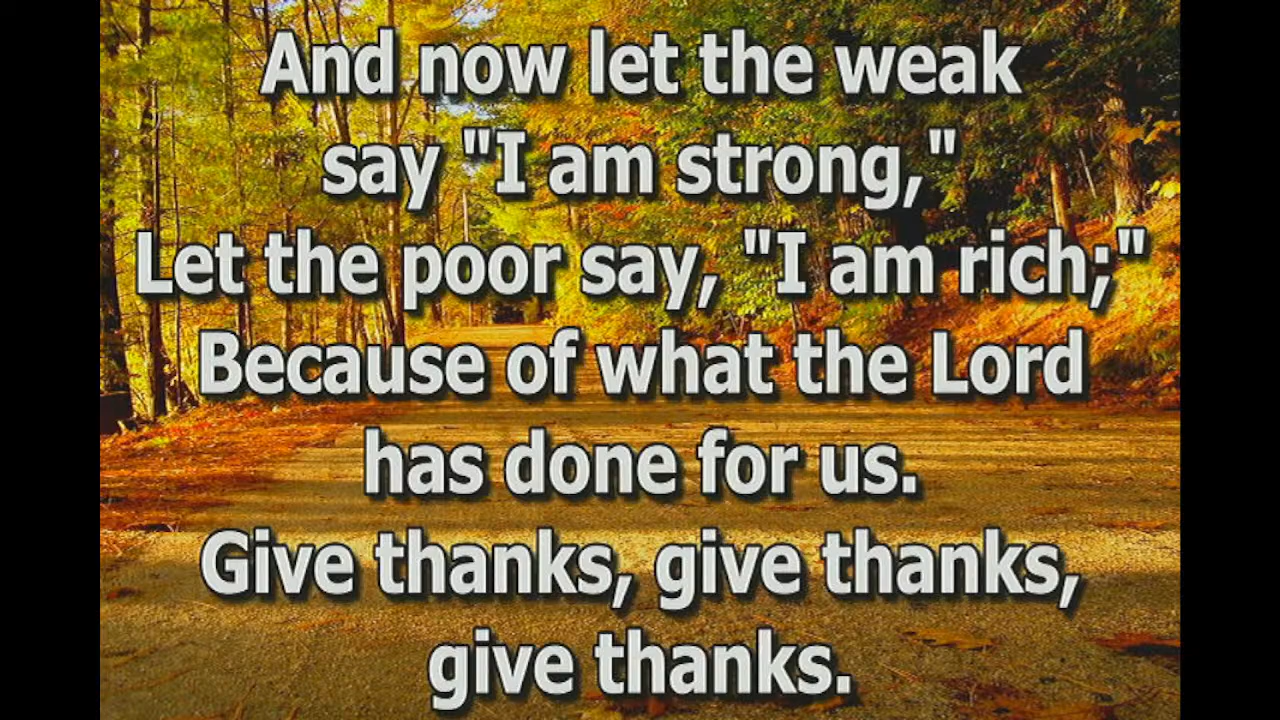 And now let the weak
say "I am strong,"
Let the poor say, "I am rich;"
Because of what the Lord
has done for us.
Give thanks, give thanks,
give thanks.